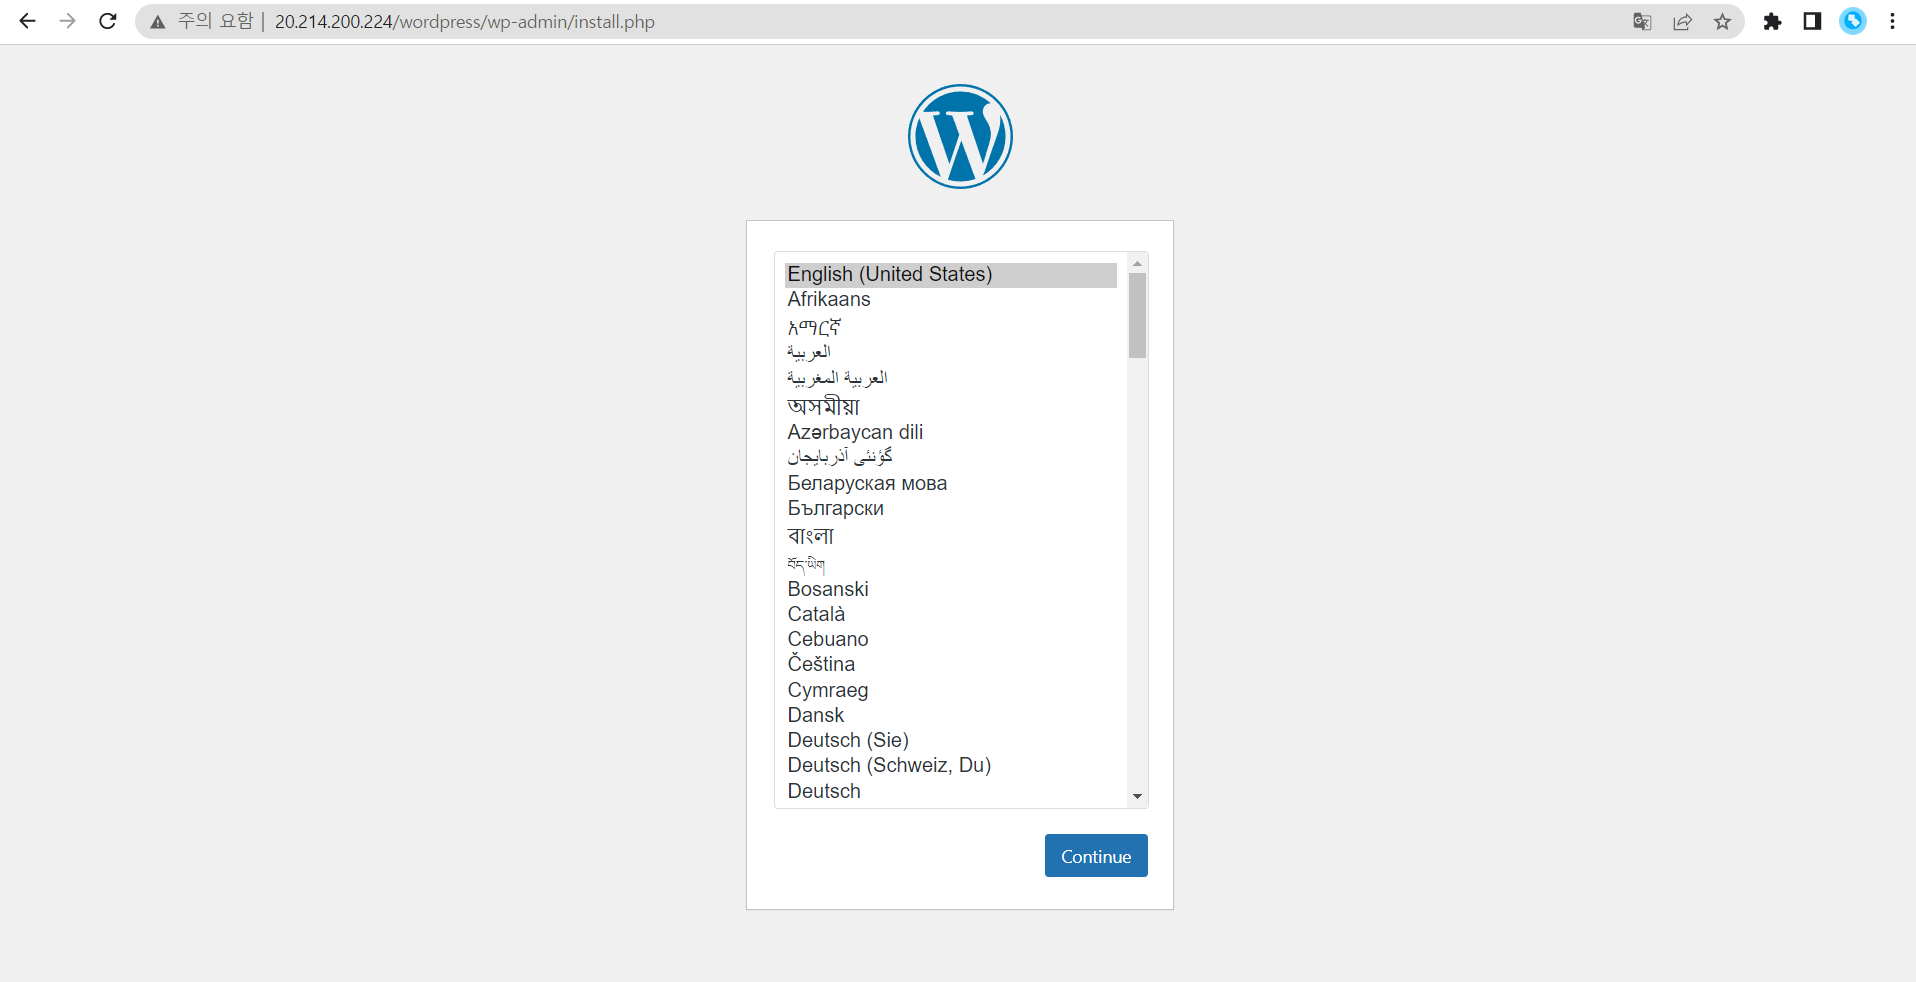 주의 요함 | 20.214.200.224/wordpress/wp-admin/install.php
English (United States)
Afrikaans
አማርኛ
العربية
العربية المغربية
অসমীয়া
Azərbaycan dili
گؤنئی آذربایجان
Беларуская мова
Български
বাংলা
བོད་ཡིག
Bosanski
Català
Cebuano
Čeština
Cymraeg
Dansk
Deutsch (Sie)
Deutsch (Schweiz, Du)
Deutsch
Continue